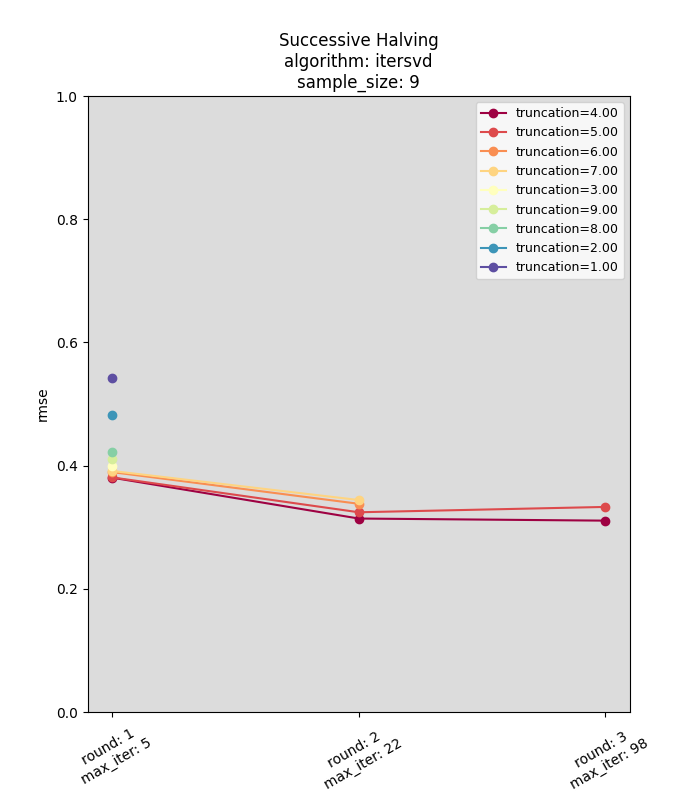 Successive Halving
algorithm: itersvd
sample_size: 9
1.0
0.8
0.6
0.4
0.2
0.0
rmse
truncation=4.00
truncation=5.00
truncation=6.00
truncation=7.00
truncation=3.00
truncation=9.00
truncation=8.00
truncation=2.00
truncation=1.00
round: 1
max_iter: 5
round: 2
max_iter: 22
round: 3
max_iter: 98